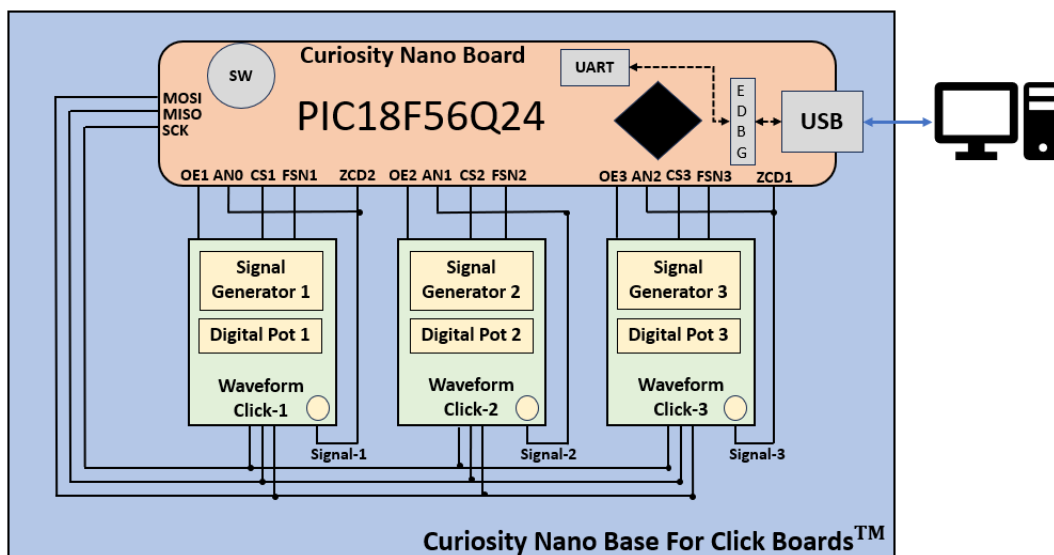 Curiosity Nano Board
SW
UART
PIC18F56Q24
E
D
B
G
USB
MOSI
MISO
SCK
OE1 AN0 CS1 FSN1 ZCD2 OE2 AN1 CS2 FSN2 OE3 AN2 CS3 FSN3 ZCD1
Signal
Generator 1
Digital Pot 1
Waveform
Click-1
Signal-1
Signal
Generator 2
Digital Pot 2
Waveform
Click-2
Signal-2
Signal
Generator 3
Digital Pot 3
Waveform
Click-3
Signal-3
Curiosity Nano Base For Click Boards™